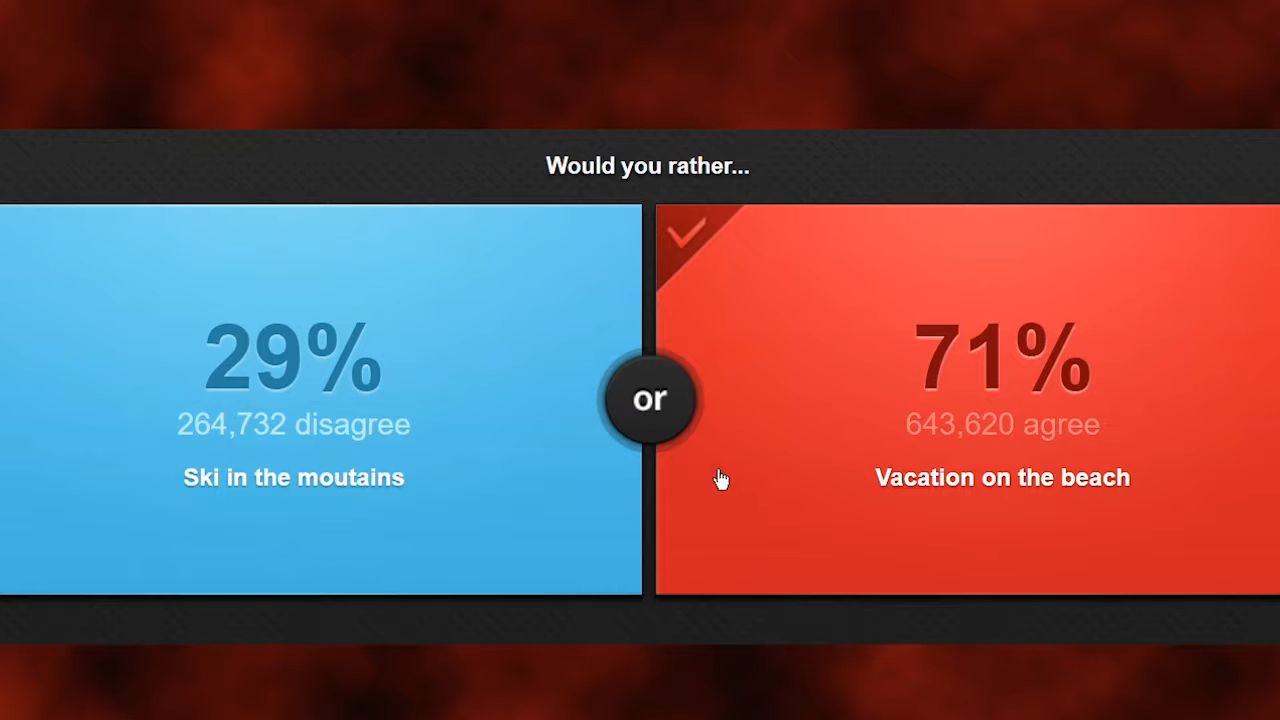 Would you rather...
29%
264,732 disagree
Ski in the moutains
or
71%
643,620 agree
Vacation on the beach